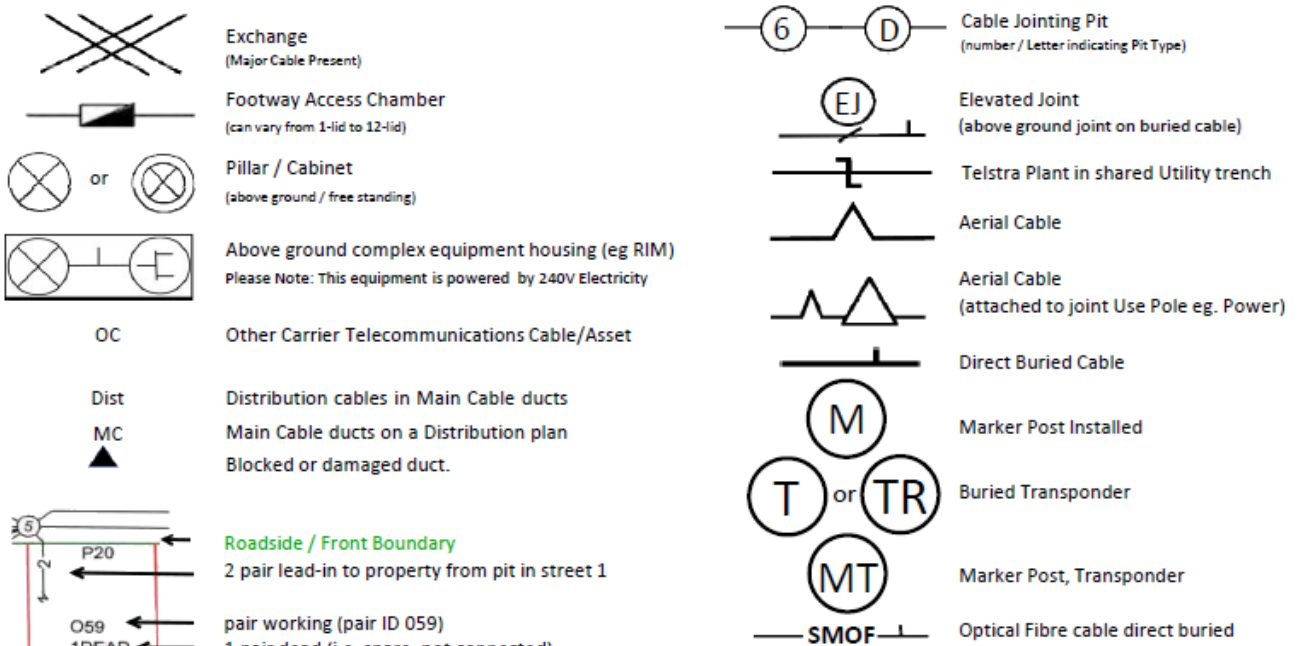 Exchange
(Major Cable Present)
Footway Access Chamber
(can vary from 1-lid to 12-lid)
or
Pillar / Cabinet
(above ground / free standing)
Above ground complex equipment housing (eg RIM)
Please Note: This equipment is powered by 240V Electricity
OC
Other Carrier Telecommunications Cable/Asset
Dist
Distribution cables in Main Cable ducts
MC
Main Cable ducts on a Distribution plan
Blocked or damaged duct.
5
Roadside / Front Boundary
P20
2
2 pair lead-in to property from pit in street 1
O59
pair working (pair ID 059)
1DEAD
1 pair dead (i.e. spare, not connected)
6
D
Cable Jointing Pit
(number / Letter indicating Pit Type)
EJ
Elevated Joint
(above ground joint on buried cable)
Telstra Plant in shared Utility trench
Aerial Cable
Aerial Cable
(attached to joint Use Pole eg. Power)
Direct Buried Cable
M
Marker Post Installed
T
or
TR
Buried Transponder
MT
Marker Post, Transponder
SMOF
Optical Fibre cable direct buried